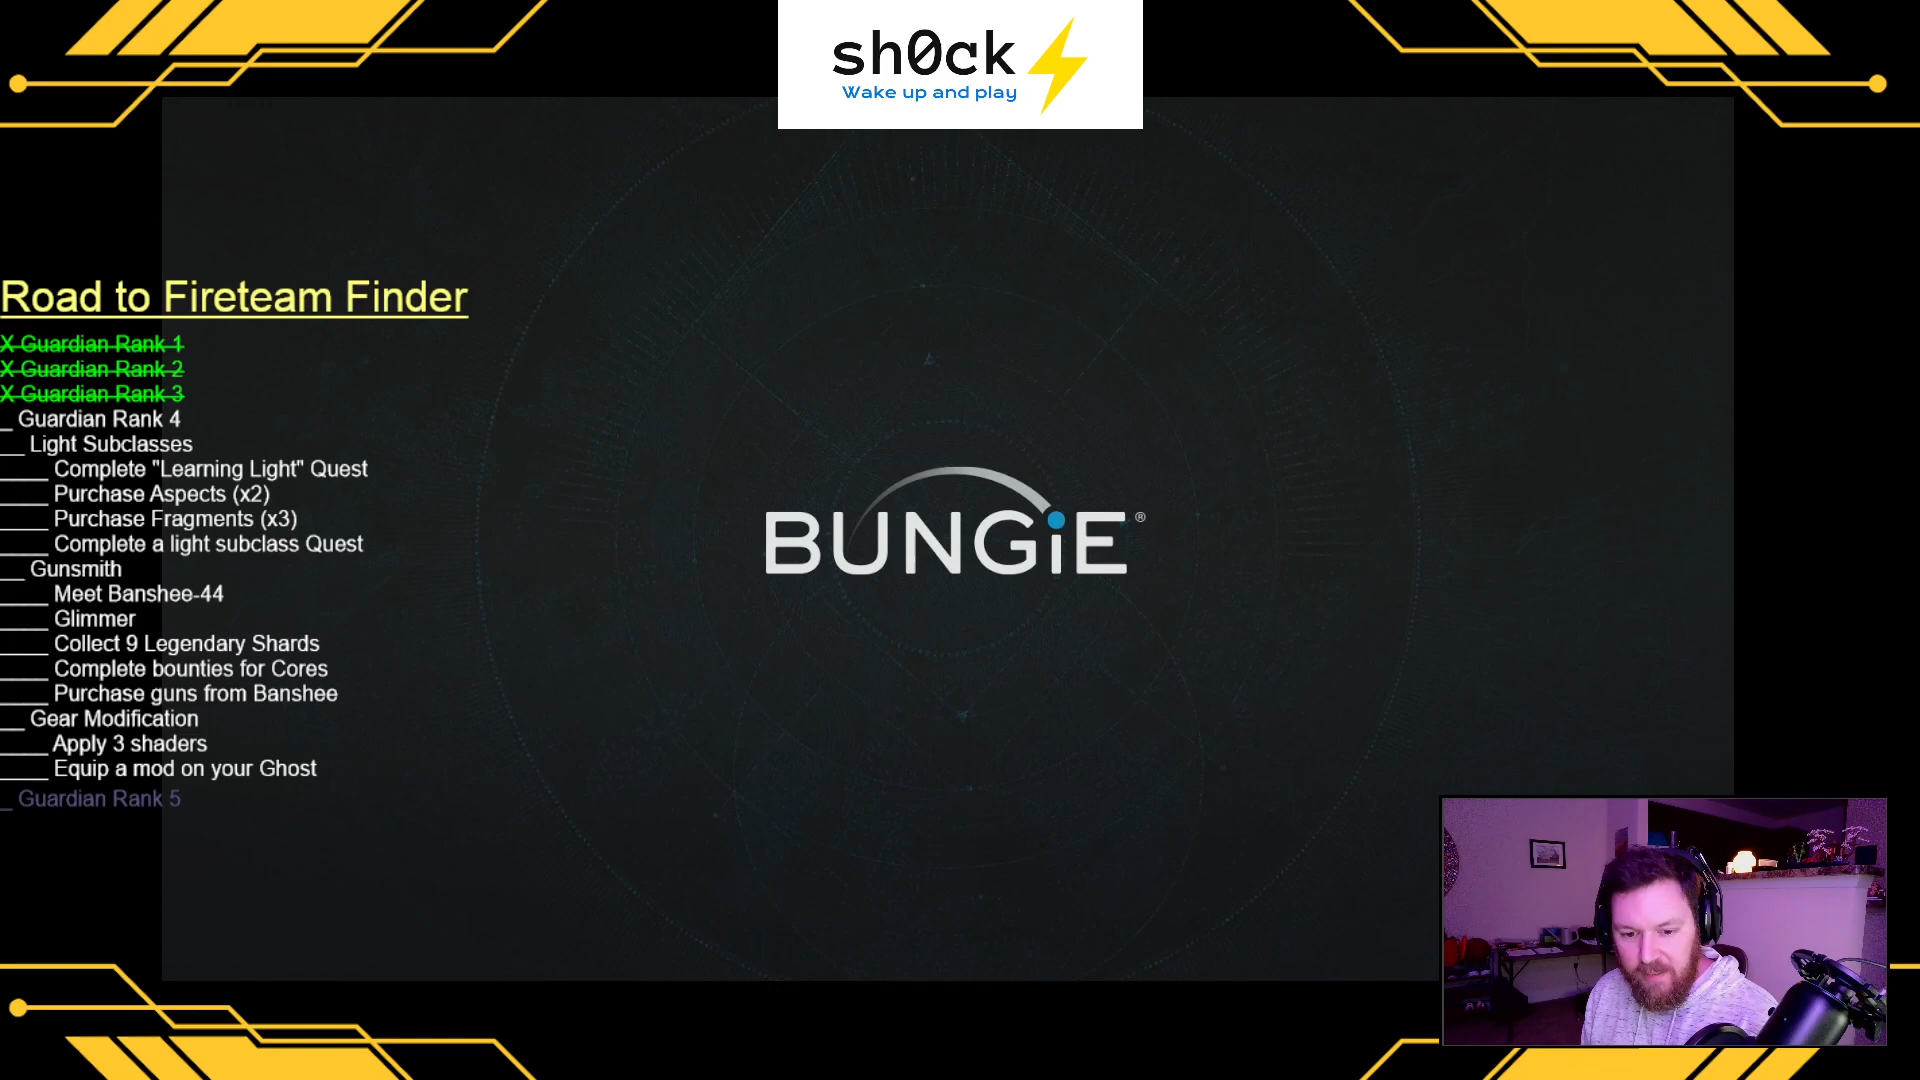 sh0ck
Wake up and play
Road to Fireteam Finder
X Guardian Rank 1
X Guardian Rank 2
X Guardian Rank 3
_ Guardian Rank 4
__ Light Subclasses
____ Complete "Learning Light" Quest
____ Purchase Aspects (x2)
____ Purchase Fragments (x3)
____ Complete a light subclass Quest
__ Gunsmith
____ Meet Banshee-44
____ Glimmer
____ Collect 9 Legendary Shards
____ Complete bounties for Cores
____ Purchase guns from Banshee
__ Gear Modification
____ Apply 3 shaders
____ Equip a mod on your Ghost
_ Guardian Rank 5
BUNGiE®